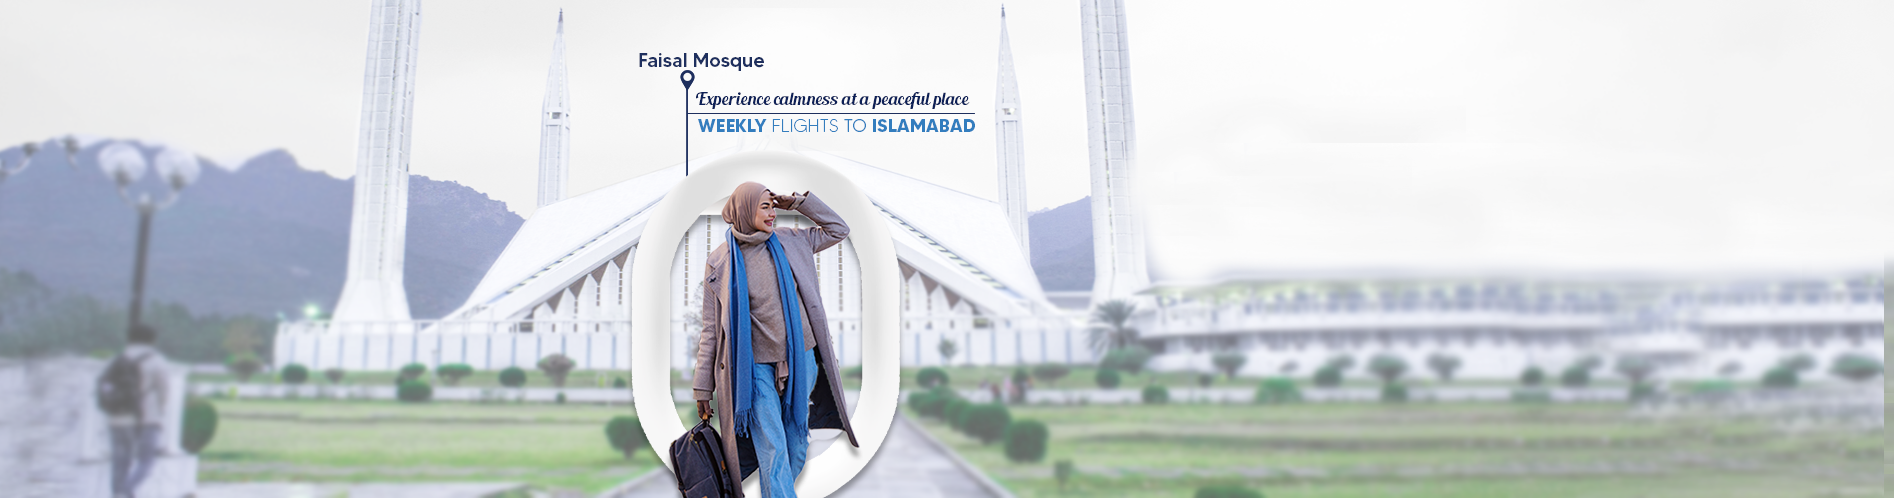 Faisal Mosque
Experience calmness at a peaceful place
WEEKLY FLIGHTS TO ISLAMABAD